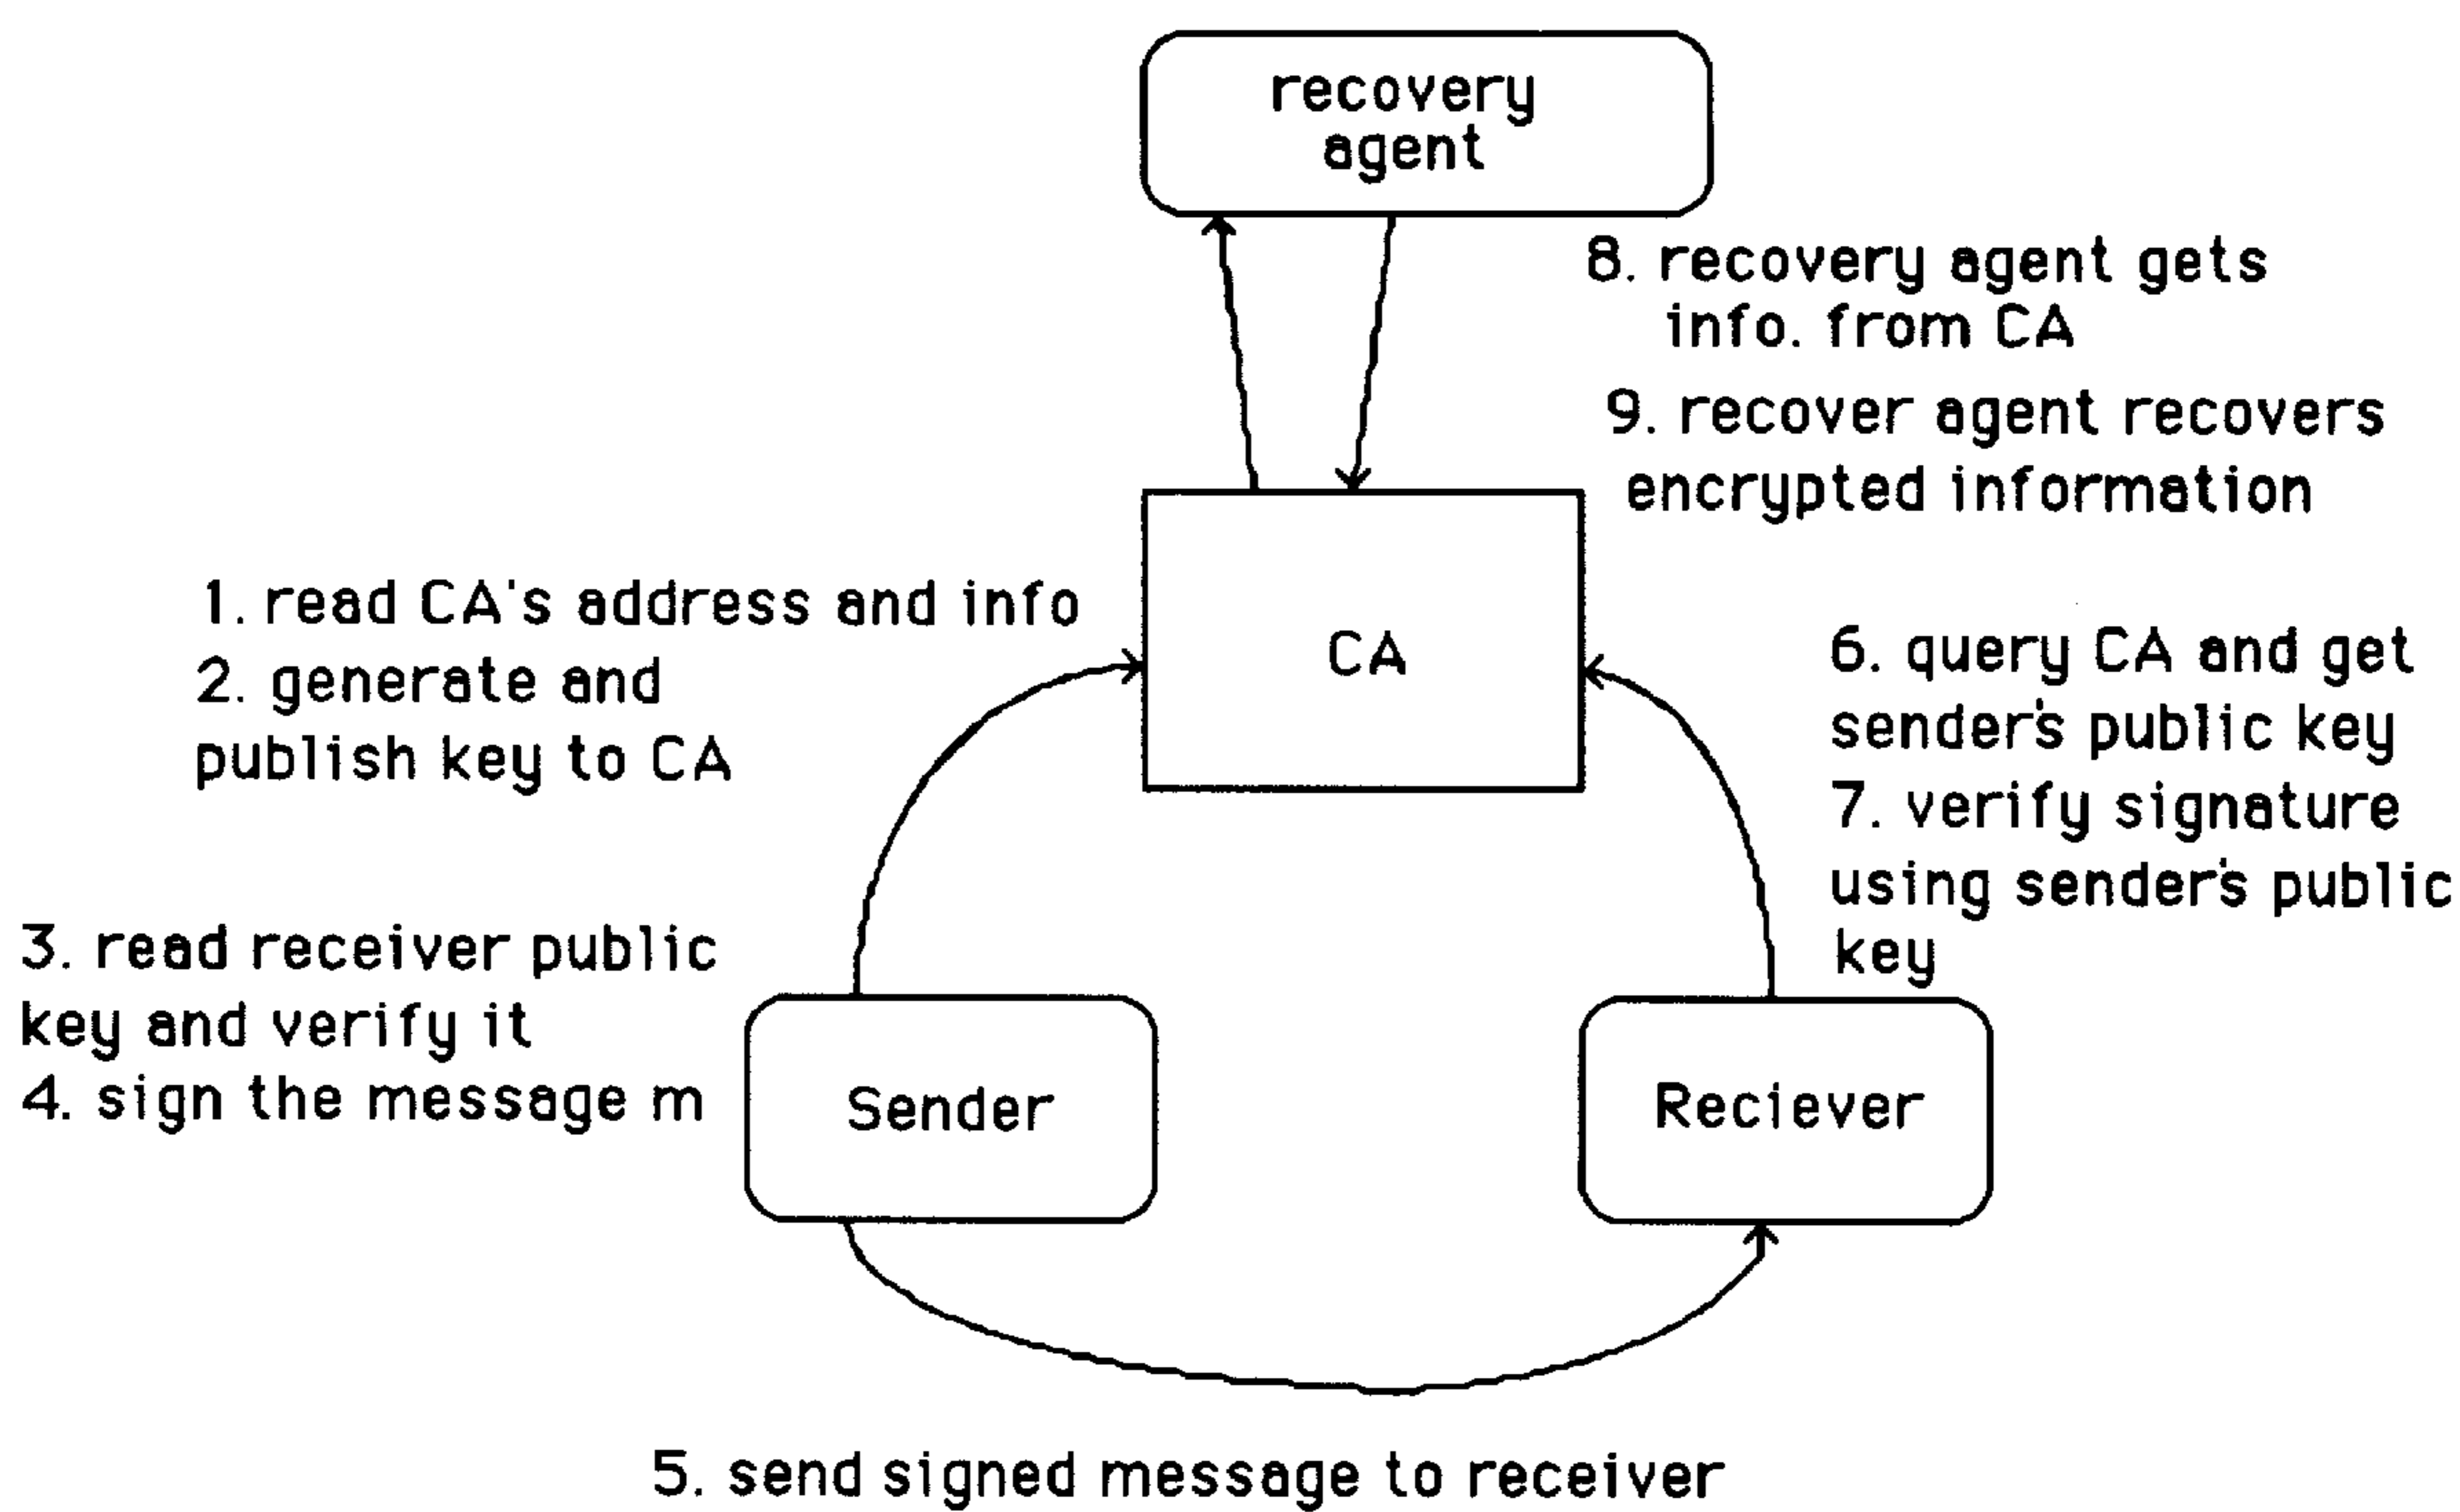 recovery
agent
8. recovery agent gets
info. from CA
9. recover agent recovers
encrypted information
1. read CA's address and info
2. generate and
publish key to CA
CA
6. query CA and get
sender's public key
7. verify signature
using sender's public
key
3. read receiver public
key and verify it
4. sign the message m
Sender
Reciever
5. send signed message to receiver